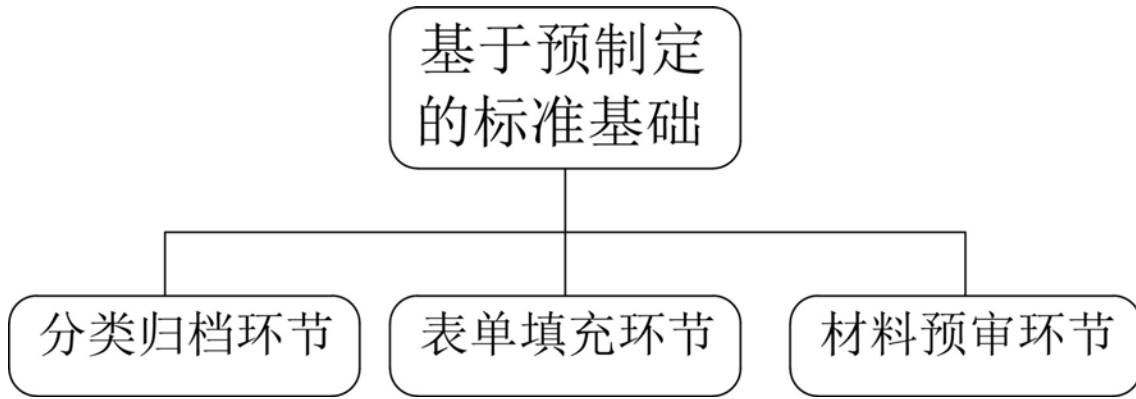 基于预制定
的标准基础
分类归档环节
表单填充环节
材料预审环节